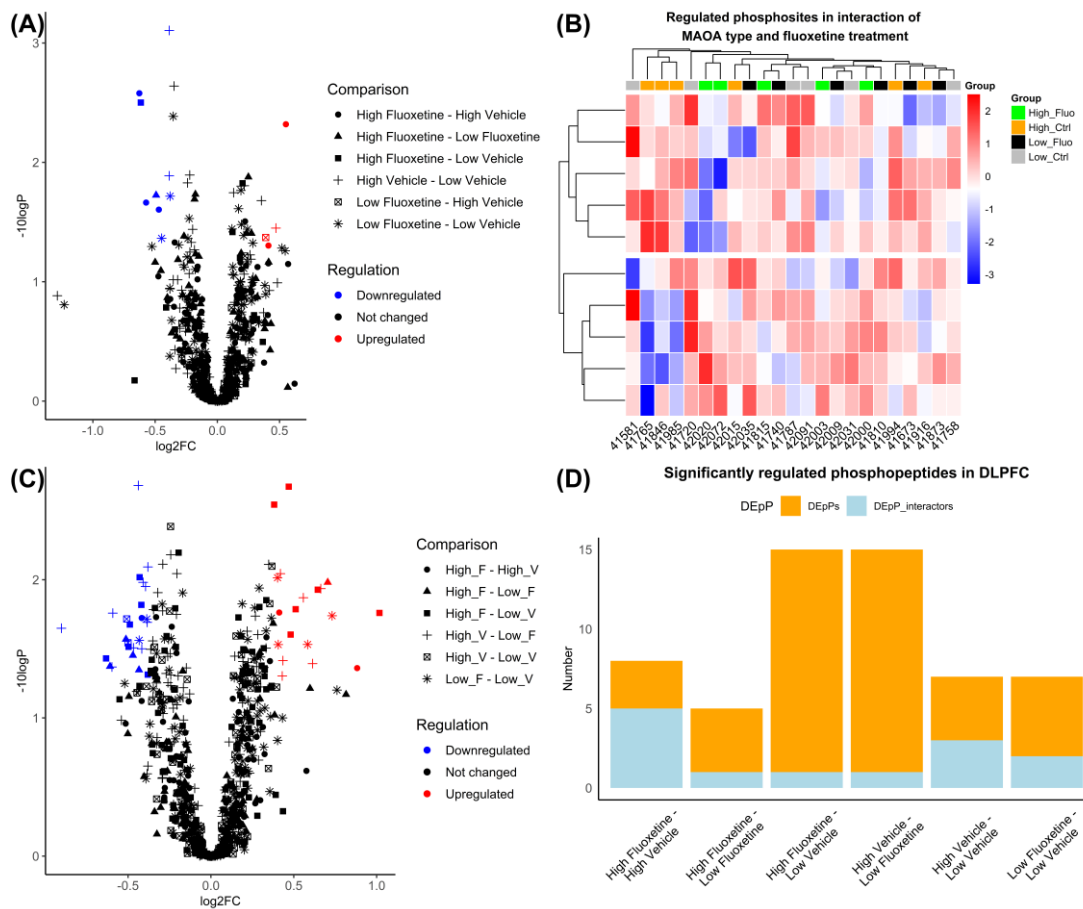 (A)
3
2
1
0
-10logP
-1.0
-0.5
0.0
0.5
log2FC
Comparison
High Fluoxetine - High Vehicle
High Fluoxetine - Low Fluoxetine
High Fluoxetine - Low Vehicle
High Vehicle - Low Vehicle
Low Fluoxetine - High Vehicle
Low Fluoxetine - Low Vehicle
Regulation
Downregulated
Not changed
Upregulated
(B)
Regulated phosphosites in interaction of
MAOA type and fluoxetine treatment
Group
2
1
0
-1
-2
-3
Group
High_Fluo
High_Ctrl
Low_Fluo
Low_Ctrl
41581
41765
41846
41985
41720
42020
42072
42015
42035
41815
41740
41787
42091
42003
42009
42031
42000
41810
41994
41673
41916
41873
41758
(C)
2
1
0
-10logP
-0.5
0.0
0.5
1.0
log2FC
Comparison
High_F - High_V
High_F - Low_F
High_F - Low_V
High_V - Low_F
High_V - Low_V
Low_F - Low_V
Regulation
Downregulated
Not changed
Upregulated
(D)
Significantly regulated phosphopeptides in DLPFC
DEpP
DEpPs
DEpP_interactors
15
10
5
0
Number
High Fluoxetine -
High Vehicle
High Fluoxetine -
Low Fluoxetine
High Fluoxetine -
Low Vehicle
High Vehicle -
Low Fluoxetine
High Vehicle -
Low Vehicle
Low Fluoxetine -
Low Vehicle